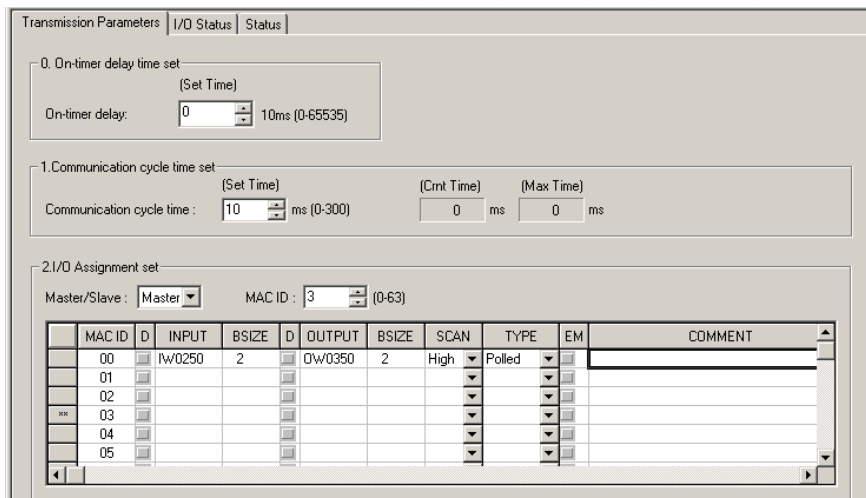 Transmission Parameters I/O Status Status
0. On-timer delay time set
(Set Time)
On-timer delay: 0 10ms (0-65535)
1.Communication cycle time set
(Set Time) (Crnt Time) (Max Time)
Communication cycle time : 10 ms (0-300) 0 ms 0 ms
2.I/O Assignment set
Master/Slave : Master MAC ID : 3 (0-63)
MAC ID D INPUT BSIZE D OUTPUT BSIZE SCAN TYPE EM COMMENT
00 IW0250 2 OW0350 2 High Polled
01
02
** 03
04
05